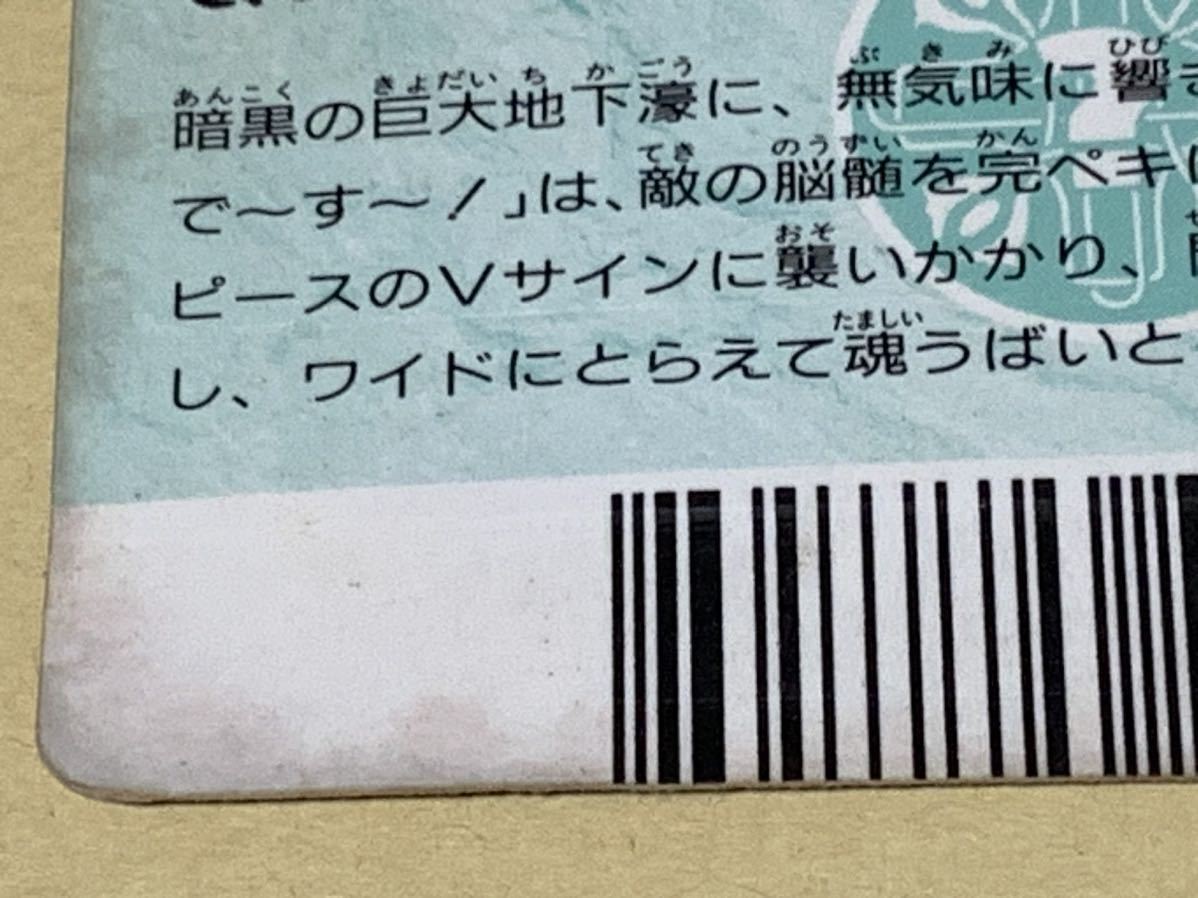 暗黒の巨大地下濠に、無気味に響き
で〜す〜!」は、敵の脳髄を完ペキに
ピースのVサインに襲いかかり、
し、ワイドにとらえて魂うばいと